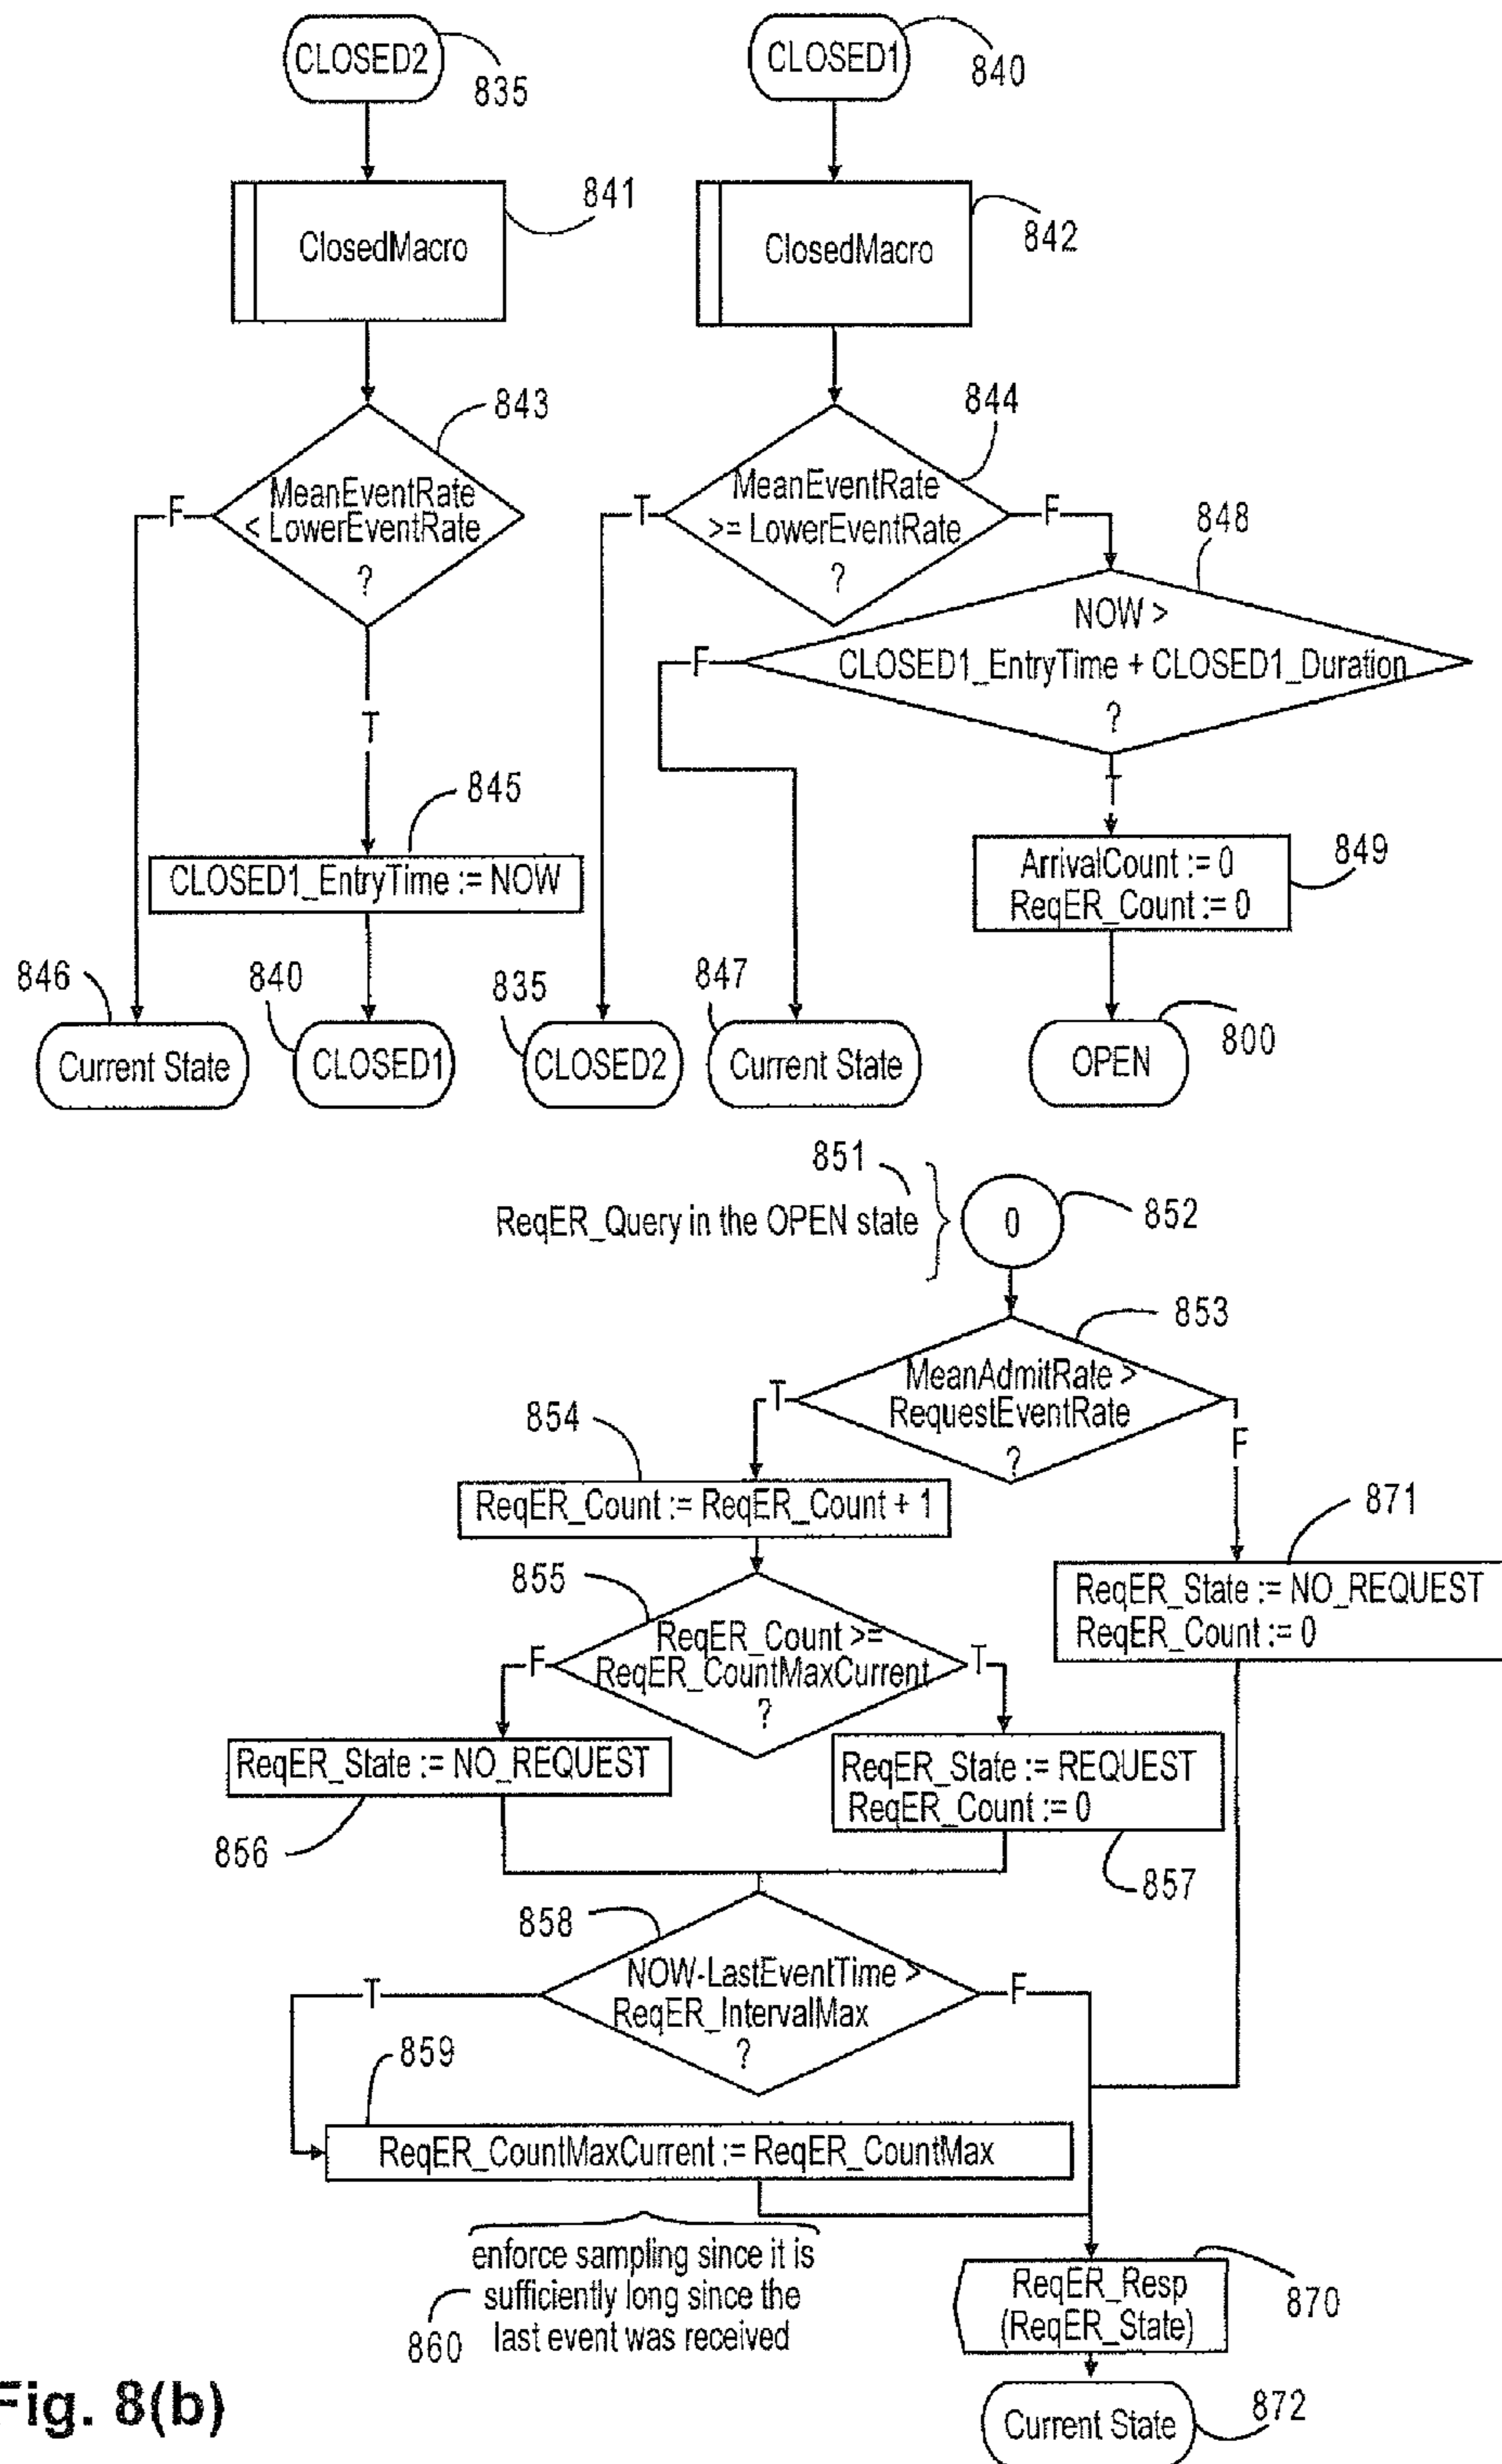 CLOSED2
835
CLOSED1
840
ClosedMacro
841
ClosedMacro
842
MeanEventRate
< LowerEventRate
?
843
F
T
MeanEventRate
>= LowerEventRate
?
844
T
F
NOW >
CLOSED1_EntryTime + CLOSED1_Duration
?
848
F
T
845
CLOSED1_EntryTime := NOW
ArrivalCount := 0
ReqER_Count := 0
849
846
Current State
840
CLOSED1
835
CLOSED2
847
Current State
OPEN
800
851
ReqER_Query in the OPEN state
0
852
MeanAdmitRate >
RequestEventRate
?
853
T
F
854
ReqER_Count := ReqER_Count + 1
871
ReqER_State := NO_REQUEST
ReqER_Count := 0
855
ReqER_Count >=
ReqER_CountMaxCurrent
?
F
T
ReqER_State := NO_REQUEST
856
ReqER_State := REQUEST
ReqER_Count := 0
857
858
NOW-LastEventTime >
ReqER_IntervalMax
?
T
F
859
ReqER_CountMaxCurrent := ReqER_CountMax
enforce sampling since it is
sufficiently long since the
last event was received
860
ReqER_Resp
(ReqER_State)
870
Current State
872
Fig. 8(b)